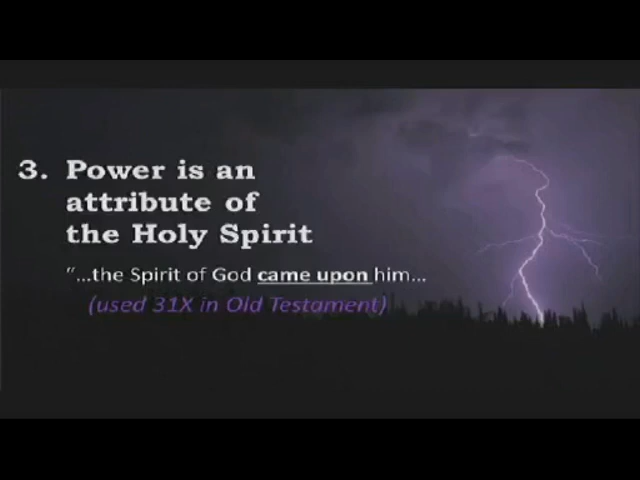 3. Power is an
attribute of
the Holy Spirit
"...the Spirit of God came upon him...
(used 31X in Old Testament)